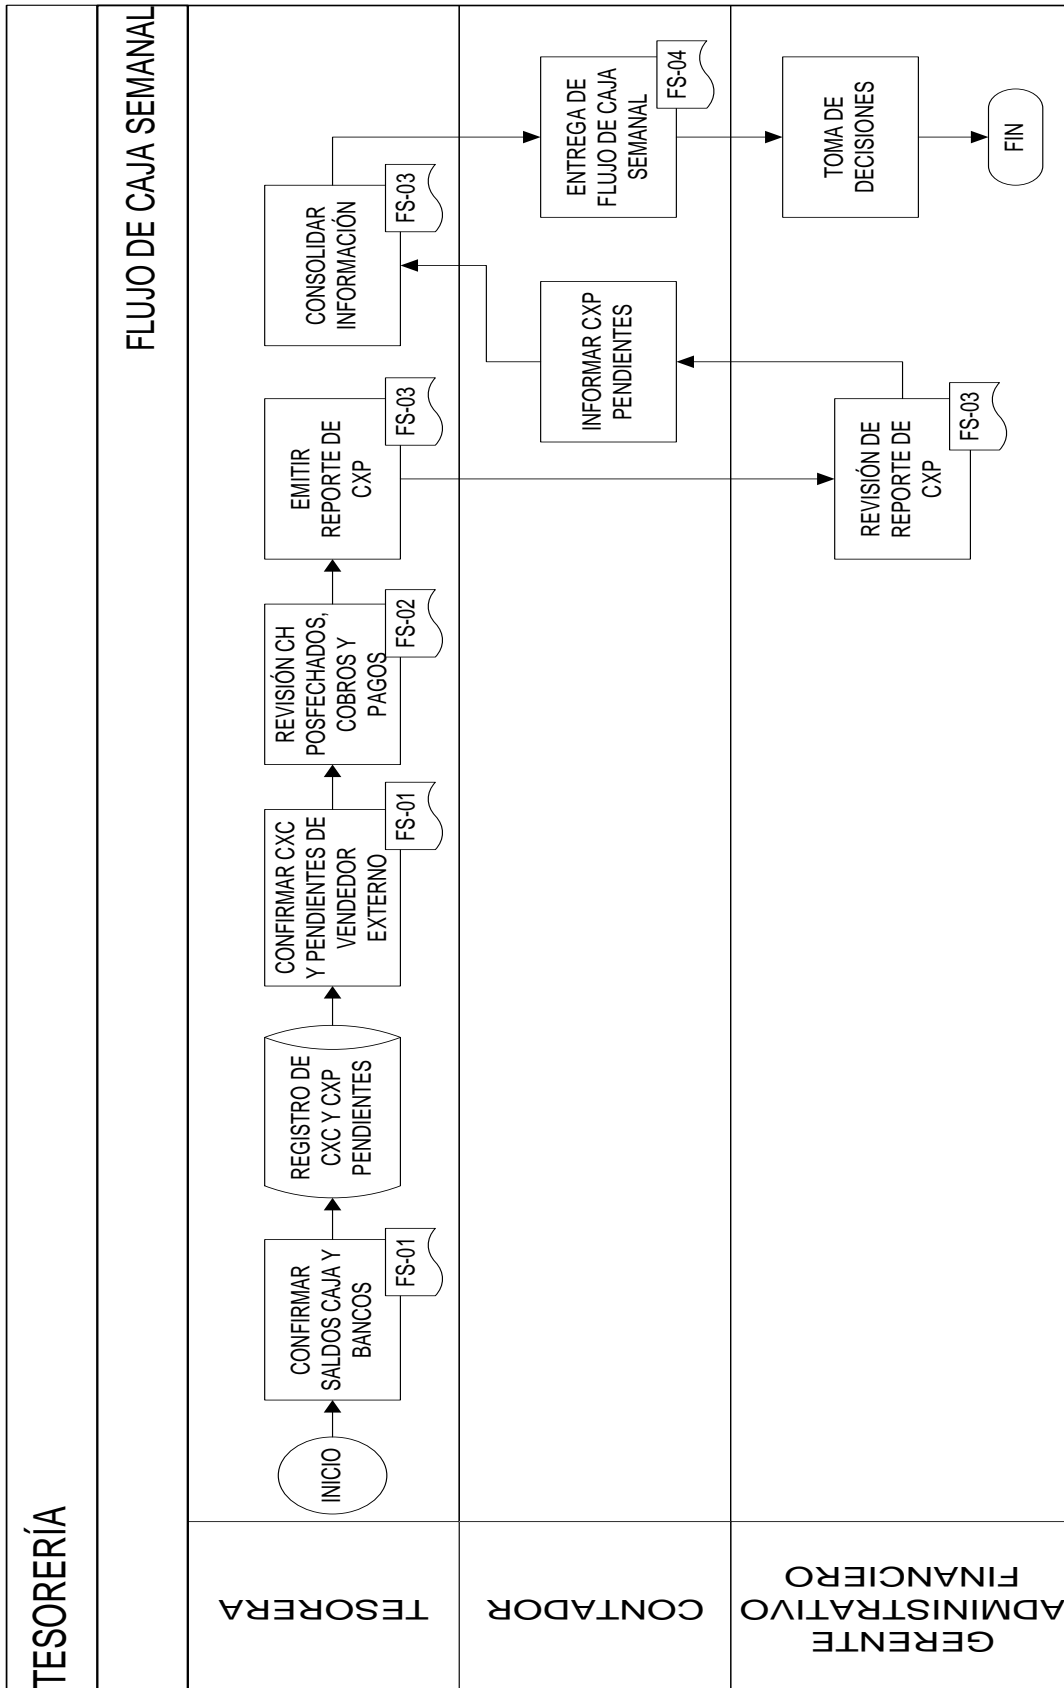 TESORERÍA
FLUJO DE CAJA SEMANAL
TESORERA
INICIO
CONFIRMAR
SALDOS CAJA Y
BANCOS
FS-01
REGISTRO DE
CXC Y CXP
PENDIENTES
CONFIRMAR CXC
Y PENDIENTES DE
VENDEDOR
EXTERNO
FS-01
REVISIÓN CH
POSFECHADOS,
COBROS Y
PAGOS
FS-02
EMITIR
REPORTE DE
CXP
FS-03
CONSOLIDAR
INFORMACIÓN
FS-03
CONTADOR
INFORMAR CXP
PENDIENTES
ENTREGA DE
FLUJO DE CAJA
SEMANAL
FS-04
GERENTE
ADMINISTRATIVO
FINANCIERO
REVISIÓN DE
REPORTE DE
CXP
FS-03
TOMA DE
DECISIONES
FIN